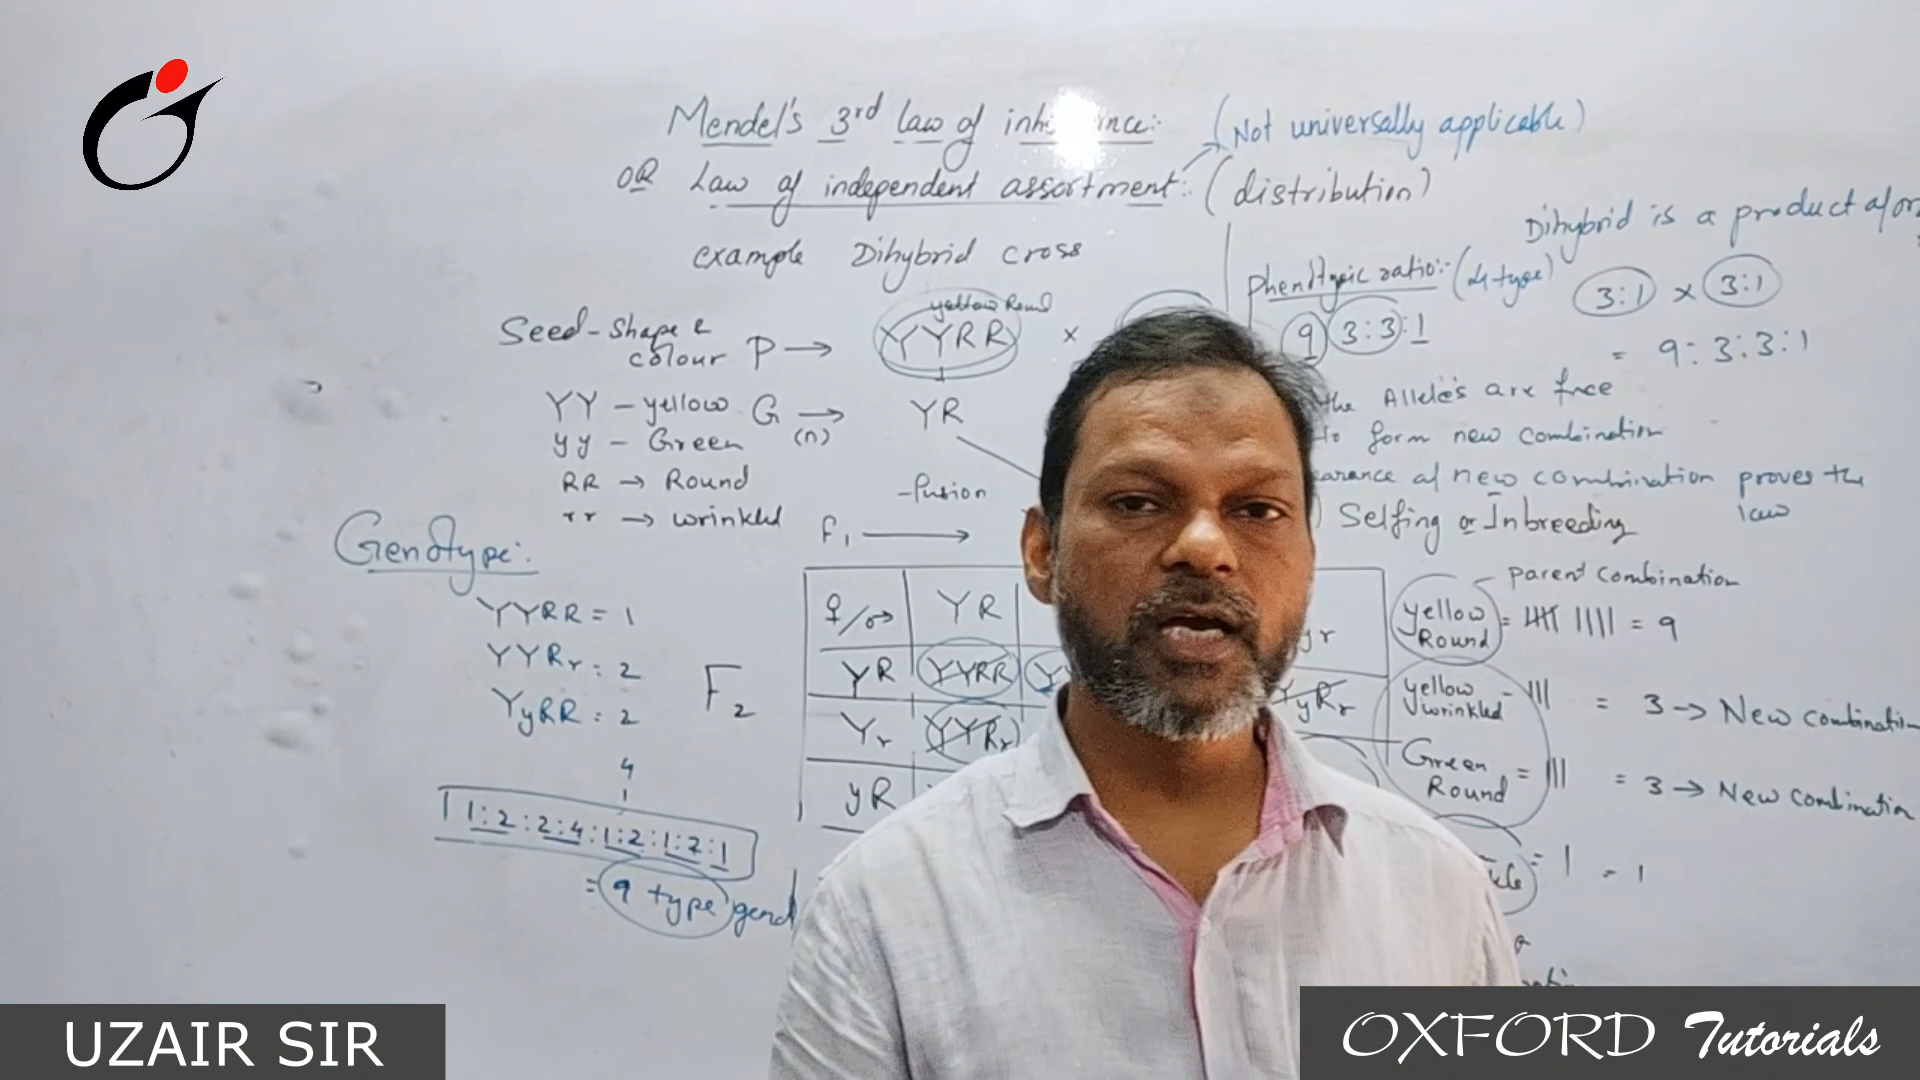 Mendel's 3rd law of
(Not universally applicable)
OR Law of independent assortment: (distribution)
example Dihybrid cross
Dihybrid is a product
Phenotypic ratio:- (4 type)
3:1 x 3:1
9:3:3:1
= 9:3:3:1
Seed-Shape &
colour
P →
yellow Round
YYRR x
YY - yellow
G → YR
(n)
yy - Green
RR → Round
rr → wrinkled
fusion
F1 →
the Alleles are free
to form new combination
of new combination proves the
law
Selfing or Inbreeding
Genotype:
YYRR = 1
YYRr = 2
YyRR = 2
4
1
1:2:2:4:1:2:1:2:1
= 9 type
F2
♀/♂ YR yr
YR YYRR YyRr
Yr YYRr
yR
parent combination
yellow
Round = 𝍸 |||| = 9
yellow
wrinkled - ||| = 3 → New
Green
Round = ||| = 3 → New combination
= | = 1
UZAIR SIR
OXFORD Tutorials